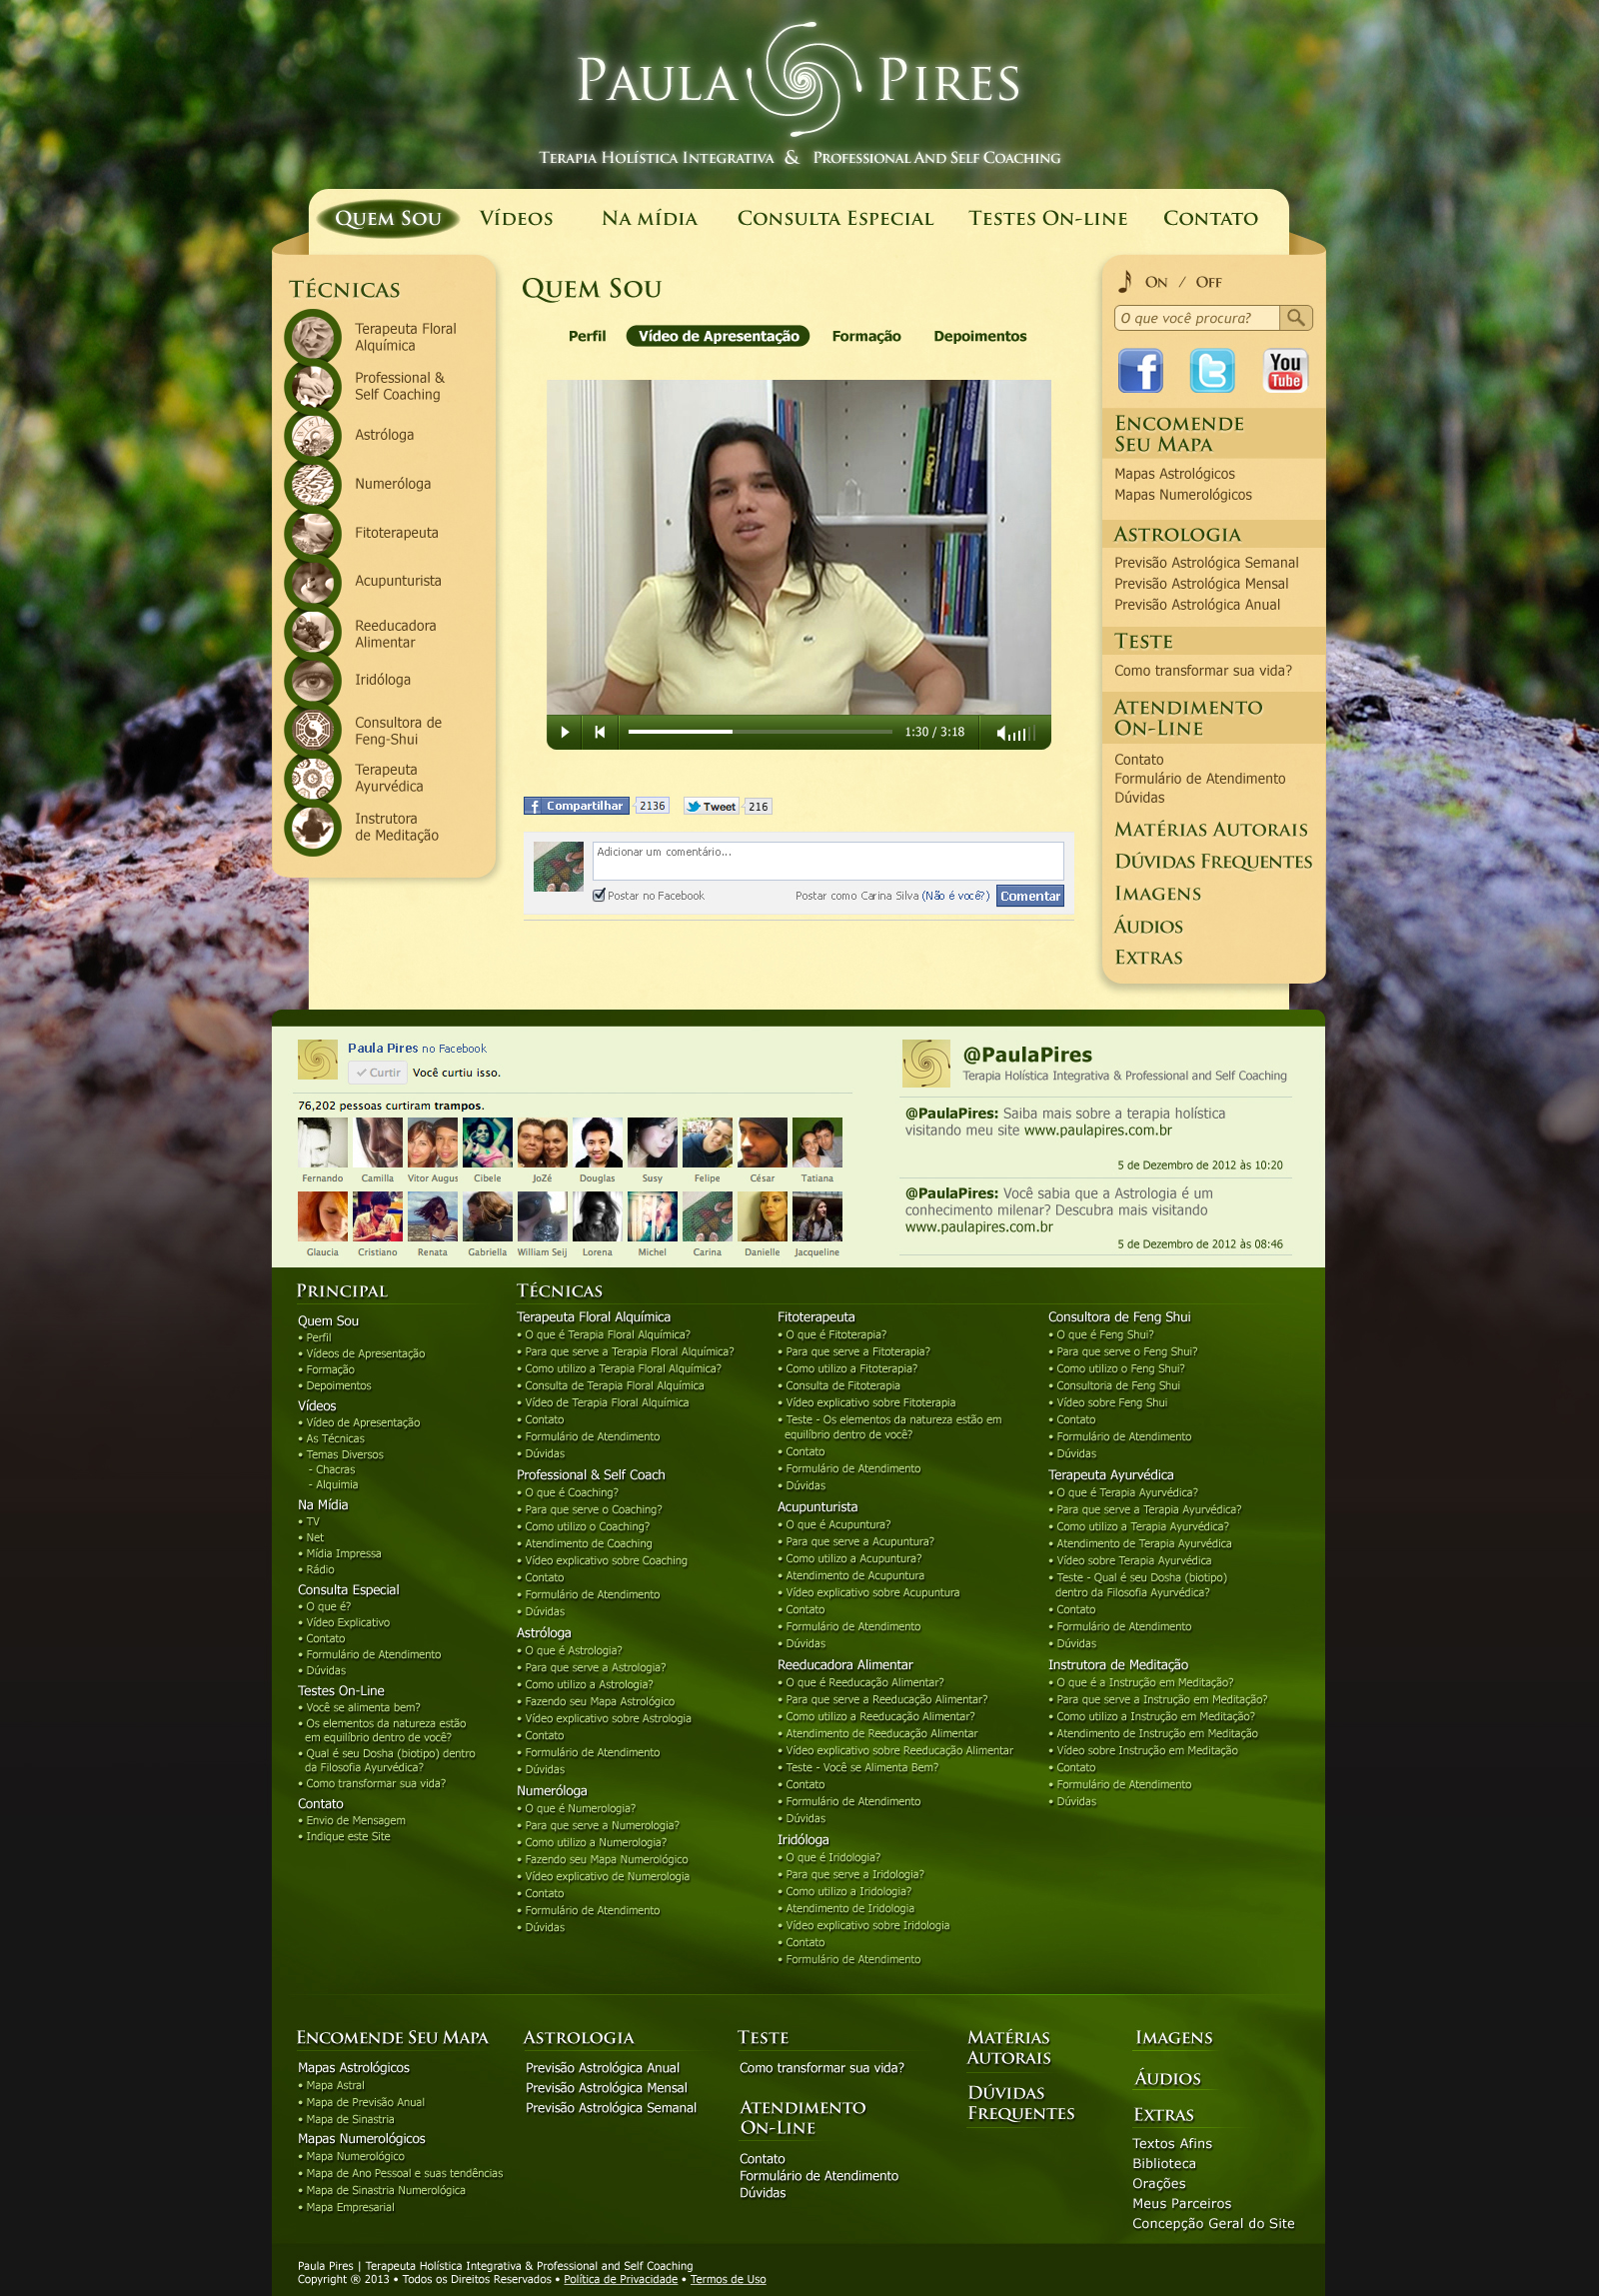 PAULA PIRES
TERAPIA HOLÍSTICA INTEGRATIVA & PROFESSIONAL AND SELF COACHING
QUEM SOU VÍDEOS NA MÍDIA CONSULTA ESPECIAL TESTES ON-LINE CONTATO
TÉCNICAS
Terapeuta Floral
Alquímica
Professional &
Self Coaching
Astróloga
Numeróloga
Fitoterapeuta
Acupunturista
Reeducadora
Alimentar
Iridóloga
Consultora de
Feng-Shui
Terapeuta
Ayurvédica
Instrutora
de Meditação
QUEM SOU
Perfil Vídeo de Apresentação Formação Depoimentos
1:30 / 3:18
Compartilhar 2136 Tweet 216
Adicionar um comentário...
Postar no Facebook Postar como Carina Silva (Não é você?) Comentar
ON / OFF
O que você procura?
f t You Tube
ENCOMENDE
SEU MAPA
Mapas Astrológicos
Mapas Numerológicos
ASTROLOGIA
Previsão Astrológica Semanal
Previsão Astrológica Mensal
Previsão Astrológica Anual
TESTE
Como transformar sua vida?
ATENDIMENTO
ON-LINE
Contato
Formulário de Atendimento
Dúvidas
MATÉRIAS AUTORAIS
DÚVIDAS FREQUENTES
IMAGENS
ÁUDIOS
EXTRAS
Paula Pires no Facebook
Curtir Você curtiu isso.
76,202 pessoas curtiram trampos.
Fernando Camilla Vitor Augus Cibele JoZé Douglas Susy Felipe César Tatiana
Glaucia Cristiano Renata Gabriella William Seij Lorena Michel Carina Danielle Jacqueline
@PaulaPires
Terapia Holística Integrativa & Professional and Self Coaching
@PaulaPires: Saiba mais sobre a terapia holística
visitando meu site www.paulapires.com.br
5 de Dezembro de 2012 às 10:20
@PaulaPires: Você sabia que a Astrologia é um
conhecimento milenar? Descubra mais visitando
www.paulapires.com.br
5 de Dezembro de 2012 às 08:46
PRINCIPAL
Quem Sou
• Perfil
• Vídeos de Apresentação
• Formação
• Depoimentos
Vídeos
• Vídeo de Apresentação
• As Técnicas
• Temas Diversos
- Chacras
- Alquimia
Na Mídia
• TV
• Net
• Mídia Impressa
• Rádio
Consulta Especial
• O que é?
• Vídeo Explicativo
• Contato
• Formulário de Atendimento
• Dúvidas
Testes On-Line
• Você se alimenta bem?
• Os elementos da natureza estão
em equilíbrio dentro de você?
• Qual é seu Dosha (biotipo) dentro
da Filosofia Ayurvédica?
• Como transformar sua vida?
Contato
• Envio de Mensagem
• Indique este Site
TÉCNICAS
Terapeuta Floral Alquímica
• O que é Terapia Floral Alquímica?
• Para que serve a Terapia Floral Alquímica?
• Como utilizo a Terapia Floral Alquímica?
• Consulta de Terapia Floral Alquímica
• Vídeo de Terapia Floral Alquímica
• Contato
• Formulário de Atendimento
• Dúvidas
Professional & Self Coach
• O que é Coaching?
• Para que serve o Coaching?
• Como utilizo o Coaching?
• Atendimento de Coaching
• Vídeo explicativo sobre Coaching
• Contato
• Formulário de Atendimento
• Dúvidas
Astróloga
• O que é Astrologia?
• Para que serve a Astrologia?
• Como utilizo a Astrologia?
• Fazendo seu Mapa Astrológico
• Vídeo explicativo sobre Astrologia
• Contato
• Formulário de Atendimento
• Dúvidas
Numeróloga
• O que é Numerologia?
• Para que serve a Numerologia?
• Como utilizo a Numerologia?
• Fazendo seu Mapa Numerológico
• Vídeo explicativo de Numerologia
• Contato
• Formulário de Atendimento
• Dúvidas
Fitoterapeuta
• O que é Fitoterapia?
• Para que serve a Fitoterapia?
• Como utilizo a Fitoterapia?
• Consulta de Fitoterapia
• Vídeo explicativo sobre Fitoterapia
• Teste - Os elementos da natureza estão em
equilíbrio dentro de você?
• Contato
• Formulário de Atendimento
• Dúvidas
Acupunturista
• O que é Acupuntura?
• Para que serve a Acupuntura?
• Como utilizo a Acupuntura?
• Atendimento de Acupuntura
• Vídeo explicativo sobre Acupuntura
• Contato
• Formulário de Atendimento
• Dúvidas
Reeducadora Alimentar
• O que é Reeducação Alimentar?
• Para que serve a Reeducação Alimentar?
• Como utilizo a Reeducação Alimentar?
• Atendimento de Reeducação Alimentar
• Vídeo explicativo sobre Reeducação Alimentar
• Teste - Você se Alimenta Bem?
• Contato
• Formulário de Atendimento
• Dúvidas
Iridóloga
• O que é Iridologia?
• Para que serve a Iridologia?
• Como utilizo a Iridologia?
• Atendimento de Iridologia
• Vídeo explicativo sobre Iridologia
• Contato
• Formulário de Atendimento
Consultora de Feng Shui
• O que é Feng Shui?
• Para que serve o Feng Shui?
• Como utilizo o Feng Shui?
• Consultoria de Feng Shui
• Vídeo sobre Feng Shui
• Contato
• Formulário de Atendimento
• Dúvidas
Terapeuta Ayurvédica
• O que é Terapia Ayurvédica?
• Para que serve a Terapia Ayurvédica?
• Como utilizo a Terapia Ayurvédica?
• Atendimento de Terapia Ayurvédica
• Vídeo sobre Terapia Ayurvédica
• Teste - Qual é seu Dosha (biotipo)
dentro da Filosofia Ayurvédica?
• Contato
• Formulário de Atendimento
• Dúvidas
Instrutora de Meditação
• O que é a Instrução em Meditação?
• Para que serve a Instrução em Meditação?
• Como utilizo a Instrução em Meditação?
• Atendimento de Instrução em Meditação
• Vídeo sobre Instrução em Meditação
• Contato
• Formulário de Atendimento
• Dúvidas
ENCOMENDE SEU MAPA
Mapas Astrológicos
• Mapa Astral
• Mapa de Previsão Anual
• Mapa de Sinastria
Mapas Numerológicos
• Mapa Numerológico
• Mapa de Ano Pessoal e suas tendências
• Mapa de Sinastria Numerológica
• Mapa Empresarial
ASTROLOGIA
Previsão Astrológica Anual
Previsão Astrológica Mensal
Previsão Astrológica Semanal
TESTE
Como transformar sua vida?
ATENDIMENTO
ON-LINE
Contato
Formulário de Atendimento
Dúvidas
MATÉRIAS
AUTORAIS
DÚVIDAS
FREQUENTES
IMAGENS
ÁUDIOS
EXTRAS
Textos Afins
Biblioteca
Orações
Meus Parceiros
Concepção Geral do Site
Paula Pires | Terapeuta Holística Integrativa & Professional and Self Coaching
Copyright ® 2013 • Todos os Direitos Reservados • Política de Privacidade • Termos de Uso